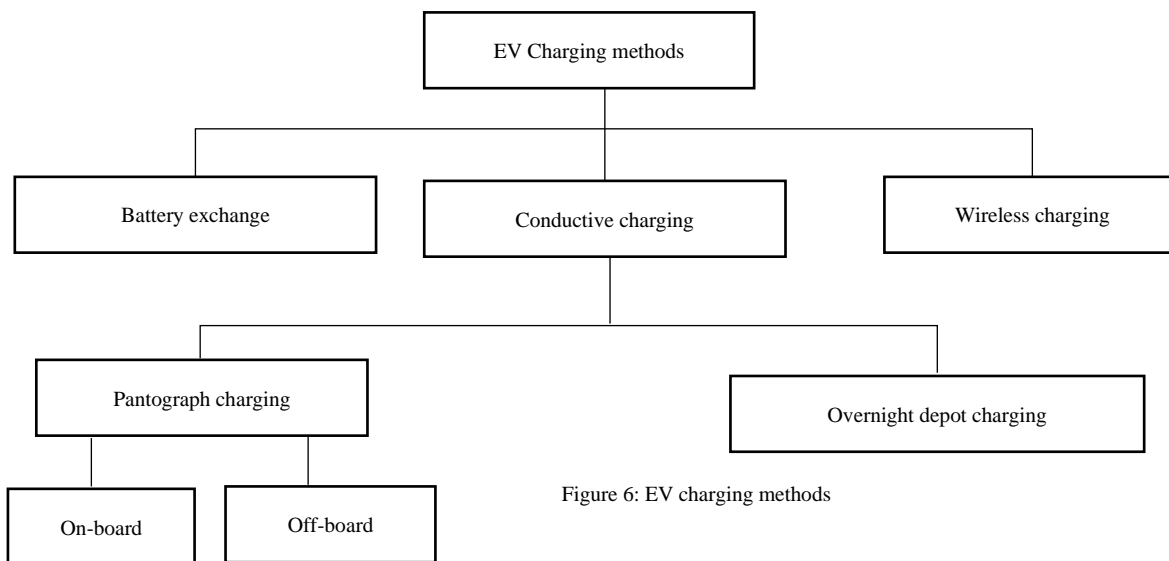 EV Charging methods
Battery exchange
Conductive charging
Wireless charging
Pantograph charging
Overnight depot charging
On-board
Off-board
Figure 6: EV charging methods